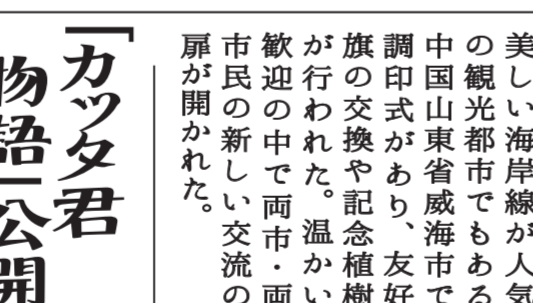 美しい海岸線が人気
の観光都市でもある
中国山東省威海市で
調印式があり、友好
旗の交換や記念植樹
が行われた。温かい
歓迎の中で両市・両
市民の新しい交流の
扉が開かれた。
「カッタ君
物語」公開